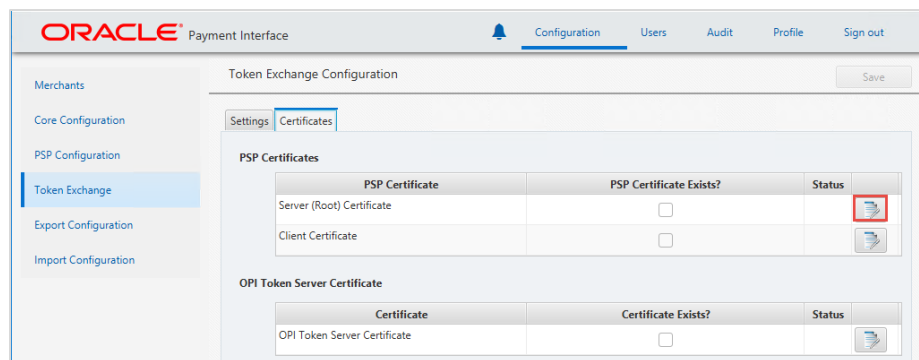 ORACLE Payment Interface Configuration Users Audit Profile Sign out
Token Exchange Configuration Save
Merchants
Core Configuration
PSP Configuration
Token Exchange
Export Configuration
Import Configuration
Settings Certificates
PSP Certificates
PSP Certificate PSP Certificate Exists? Status
Server (Root) Certificate
Client Certificate
OPI Token Server Certificate
Certificate Certificate Exists? Status
OPI Token Server Certificate